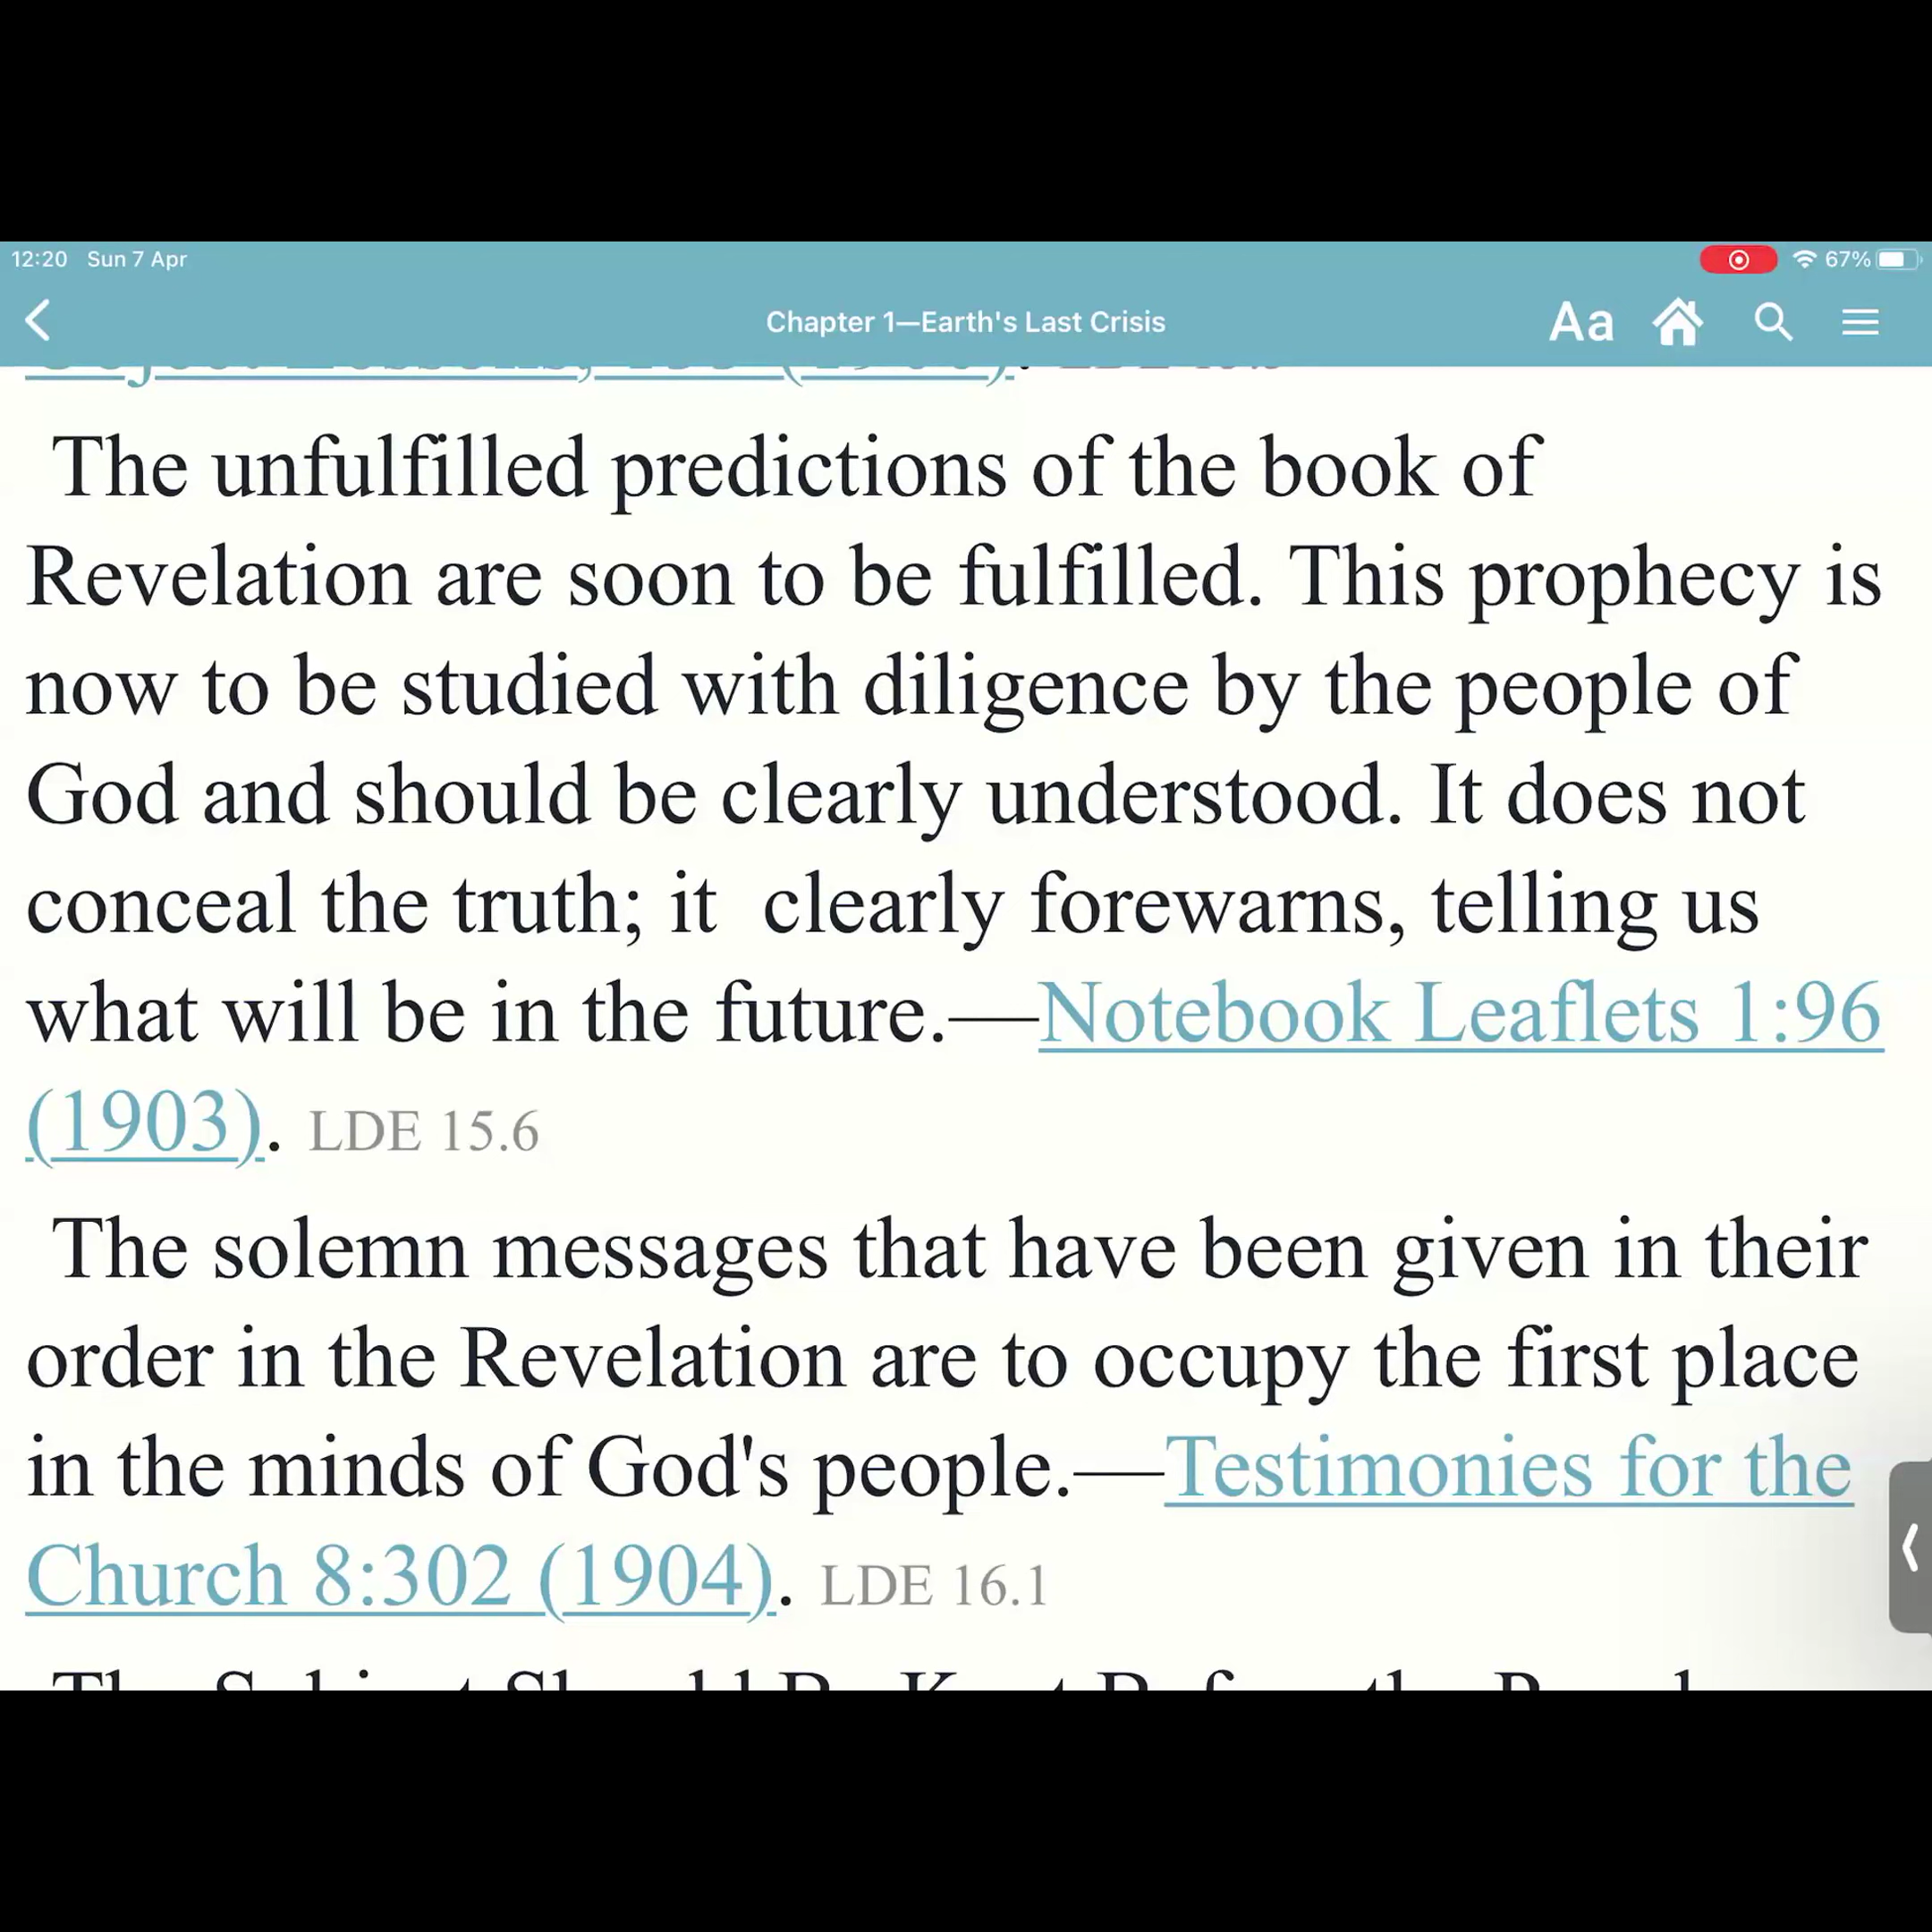 12:20 Sun 7 Apr
67%
Chapter 1—Earth's Last Crisis
Aa
The unfulfilled predictions of the book of
Revelation are soon to be fulfilled. This prophecy is
now to be studied with diligence by the people of
God and should be clearly understood. It does not
conceal the truth; it clearly forewarns, telling us
what will be in the future.—Notebook Leaflets 1:96
(1903). LDE 15.6
The solemn messages that have been given in their
order in the Revelation are to occupy the first place
in the minds of God's people.—Testimonies for the
Church 8:302 (1904). LDE 16.1